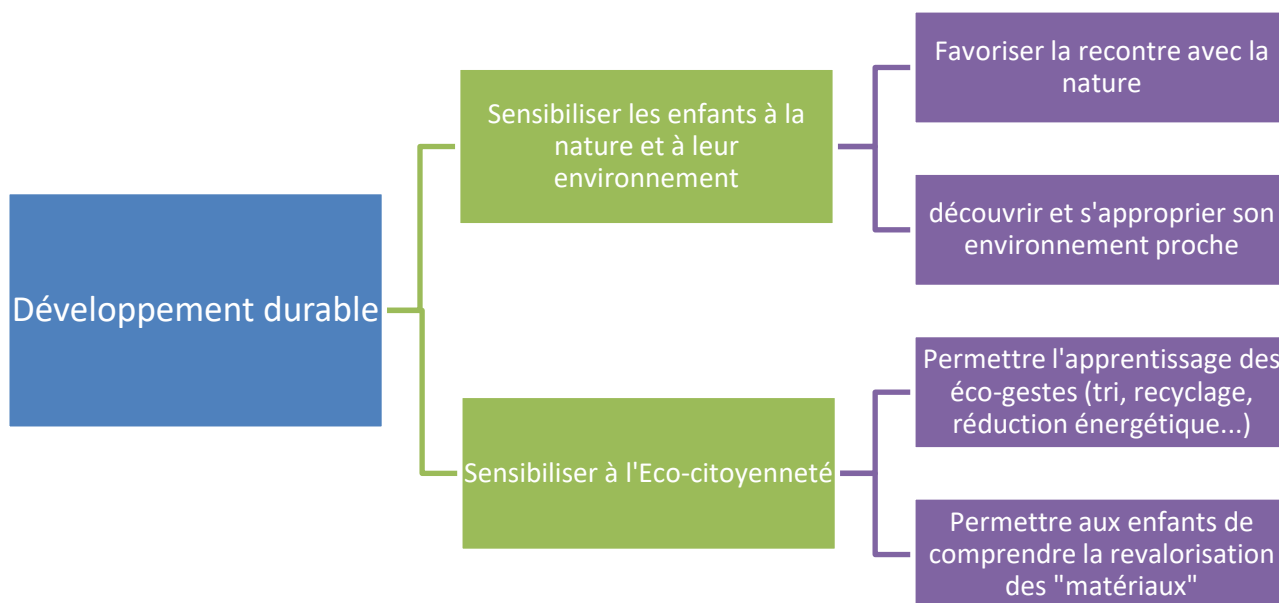 Développement durable
Sensibiliser les enfants à la
nature et à leur
environnement
Favoriser la recontre avec la
nature
découvrir et s'approprier son
environnement proche
Sensibiliser à l'Eco-citoyenneté
Permettre l'apprentissage des
éco-gestes (tri, recyclage,
réduction énergétique...)
Permettre aux enfants de
comprendre la revalorisation
des "matériaux"